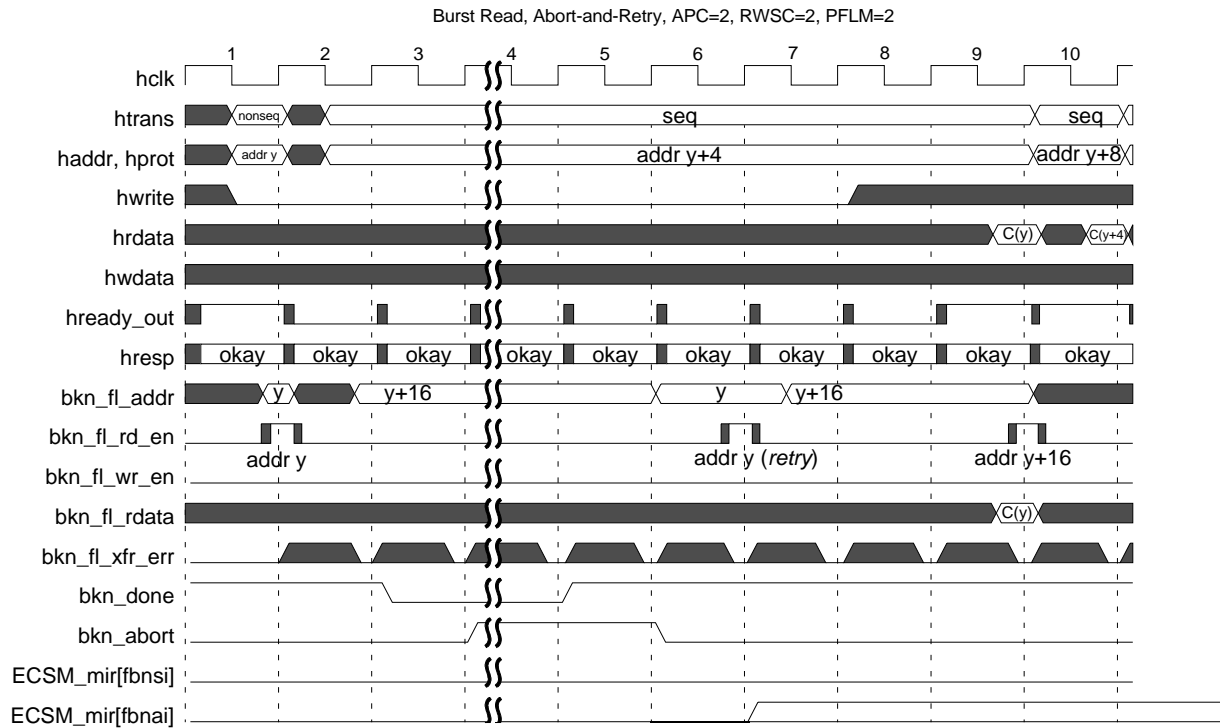 Burst Read, Abort-and-Retry, APC=2, RWSC=2, PFLM=2
1 2 3 4 5 6 7 8 9 10
hclk
htrans nonseq seq seq
haddr, hprot addr y addr y+4 addr y+8
hwrite
hrdata C(y) C(y+4)
hwdata
hready_out
hresp okay okay okay okay okay okay okay okay okay okay
bkn_fl_addr y y+16 y y+16
bkn_fl_rd_en
addr y addr y (retry) addr y+16
bkn_fl_wr_en
bkn_fl_rdata C(y)
bkn_fl_xfr_err
bkn_done
bkn_abort
ECSM_mir[fbnsi]
ECSM_mir[fbnai]